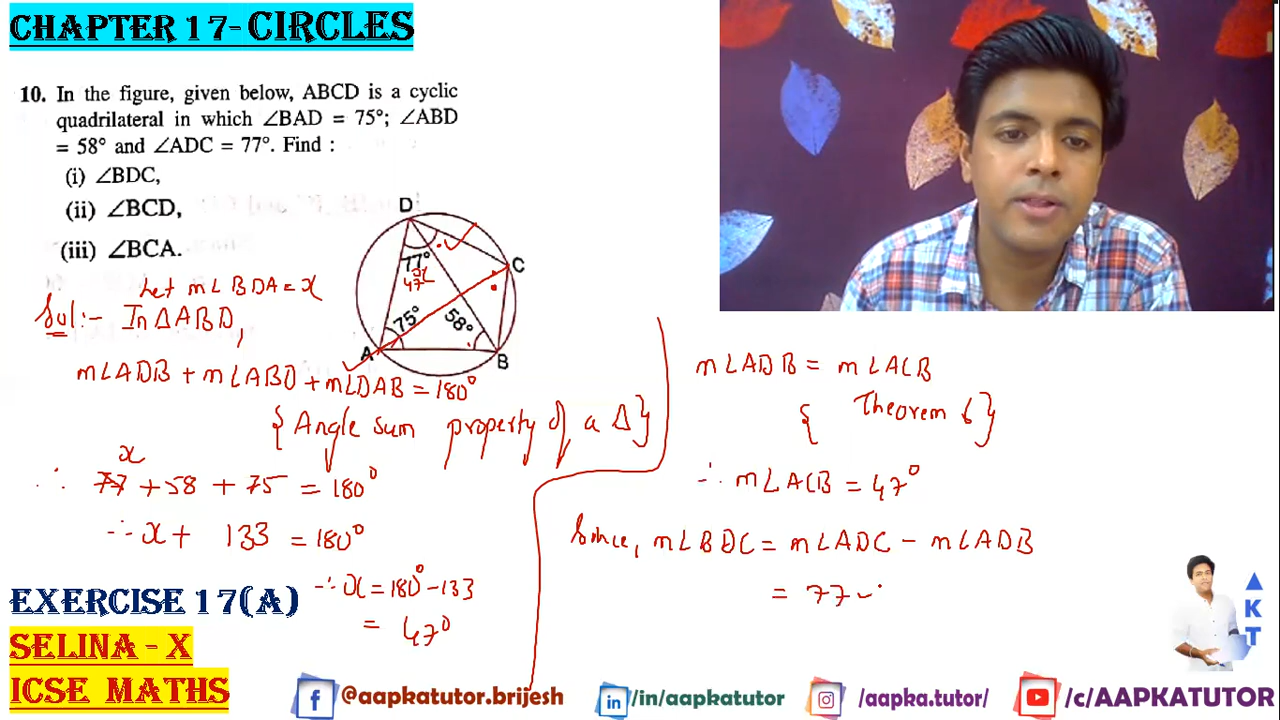 CHAPTER 17- CIRCLES
10. In the figure, given below, ABCD is a cyclic
quadrilateral in which ∠BAD = 75°; ∠ABD
= 58° and ∠ADC = 77°. Find :
(i) ∠BDC,
(ii) ∠BCD,
(iii) ∠BCA.
D
77°
x
47
C
75°
58°
A
B
Let m∠BDA = x
Sol:- In ΔABD,
m∠ADB + m∠ABD + m∠DAB = 180°
{Angle sum property of a Δ}
x
∴ 77 + 58 + 75 = 180°
∴ x + 133 = 180°
∴ x = 180° - 133
= 47°
m∠ADB = m∠ACB
{ Theorem 6 }
∴ m∠ACB = 47°
Since, m∠BDC = m∠ADC - m∠ADB
= 77 -
EXERCISE 17(A)
SELINA - X
ICSE MATHS
AKT
@aapkatutor.brijesh
/in/aapkatutor/
/aapka.tutor/
/c/AAPKATUTOR